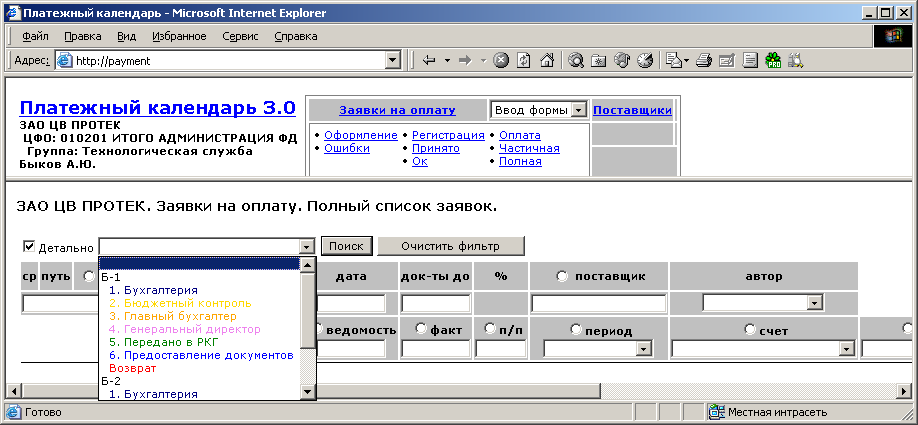 Платежный календарь - Microsoft Internet Explorer
Файл Правка Вид Избранное Сервис Справка
Адрес: http://payment
PRO
Платежный календарь 3.0
ЗАО ЦВ ПРОТЕК
ЦФО: 010201 ИТОГО АДМИНИСТРАЦИЯ ФД
Группа: Технологическая служба
Быков А.Ю.
Заявки на оплату Ввод формы Поставщики
• Оформление • Регистрация • Оплата
• Ошибки • Принято • Частичная
• Ок • Полная
ЗАО ЦВ ПРОТЕК. Заявки на оплату. Полный список заявок.
Детально Поиск Очистить фильтр
ср путь дата док-ты до % поставщик автор
Б-1
1. Бухгалтерия
2. Бюджетный контроль
3. Главный бухгалтер
4. Генеральный директор
5. Передано в РКГ
6. Предоставление документов
Возврат
Б-2
1. Бухгалтерия
ведомость факт п/п период счет
Готово Местная интрасеть